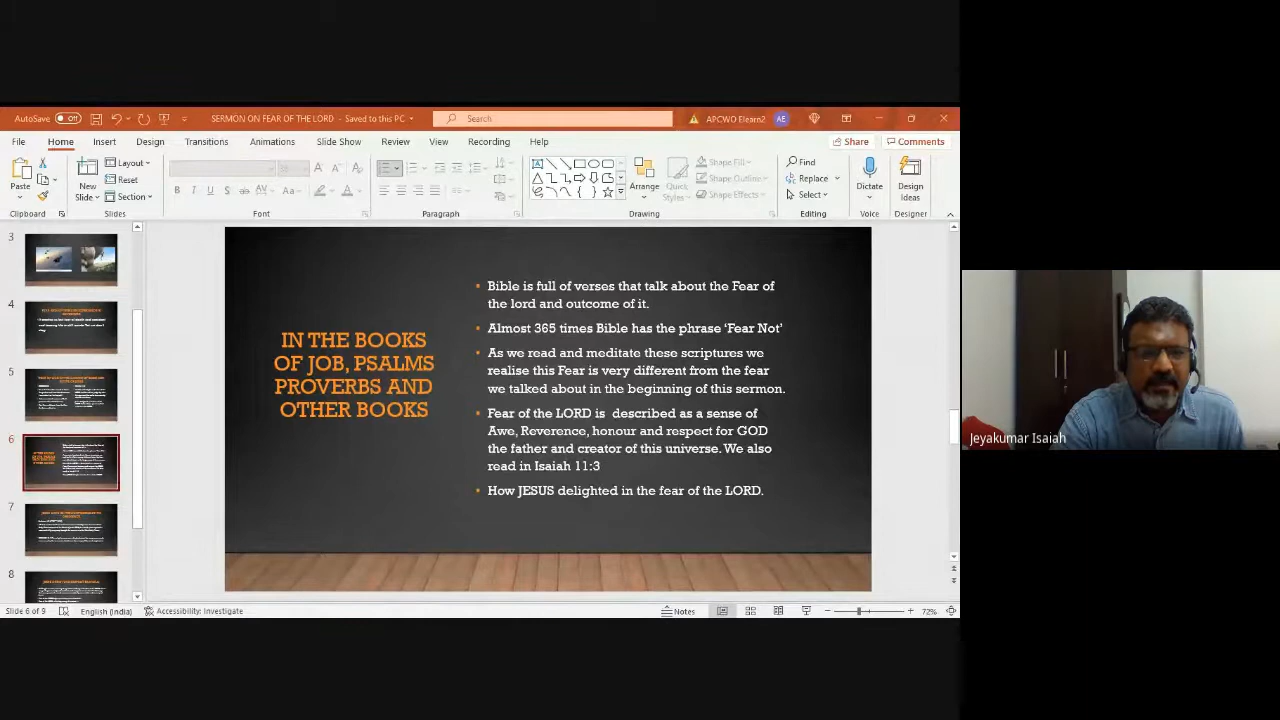 AutoSave Off SERMON ON FEAR OF THE LORD - Saved to this PC Search APCWO Elearn2 AE
File Home Insert Design Transitions Animations Slide Show Review View Recording Help Share Comments
Paste New Slide Layout Reset Section Arrange Quick Styles Shape Fill Shape Outline Shape Effects Find Replace Select Dictate Design Ideas
Clipboard Slides Font Paragraph Drawing Editing Voice Designer
3
4
5
6
7
8
IN THE BOOKS
OF JOB, PSALMS
PROVERBS AND
OTHER BOOKS
Bible is full of verses that talk about the Fear of
the lord and outcome of it.
Almost 365 times Bible has the phrase ‘Fear Not’
As we read and meditate these scriptures we
realise this Fear is very different from the fear
we talked about in the beginning of this sermon.
Fear of the LORD is described as a sense of
Awe, Reverence, honour and respect for GOD
the father and creator of this universe. We also
read in Isaiah 11:3
How JESUS delighted in the fear of the LORD.
Jeyakumar Isaiah
Slide 6 of 9 English (India) Accessibility: Investigate Notes 72%